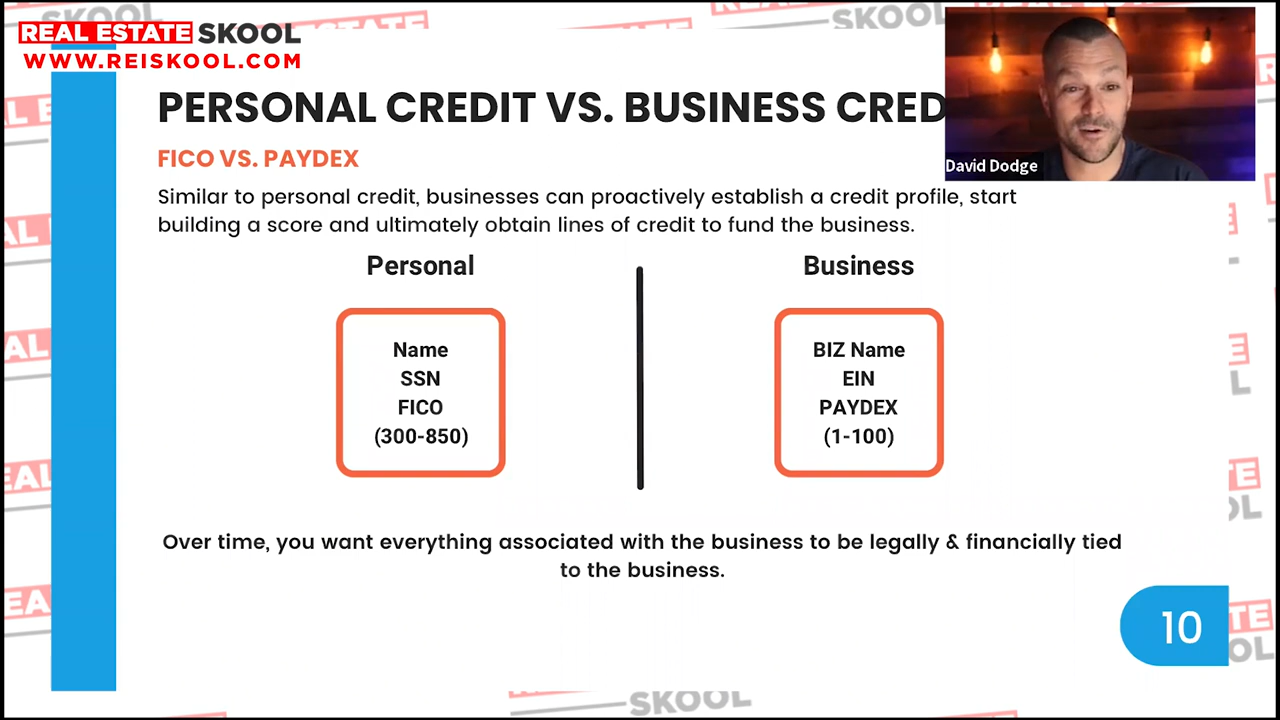 REAL ESTATE SKOOL
WWW.REISKOOL.COM
PERSONAL CREDIT VS. BUSINESS CRED
David Dodge
FICO VS. PAYDEX
Similar to personal credit, businesses can proactively establish a credit profile, start
building a score and ultimately obtain lines of credit to fund the business.
Personal
Name
SSN
FICO
(300-850)
Business
BIZ Name
EIN
PAYDEX
(1-100)
Over time, you want everything associated with the business to be legally & financially tied
to the business.
10
SKOOL